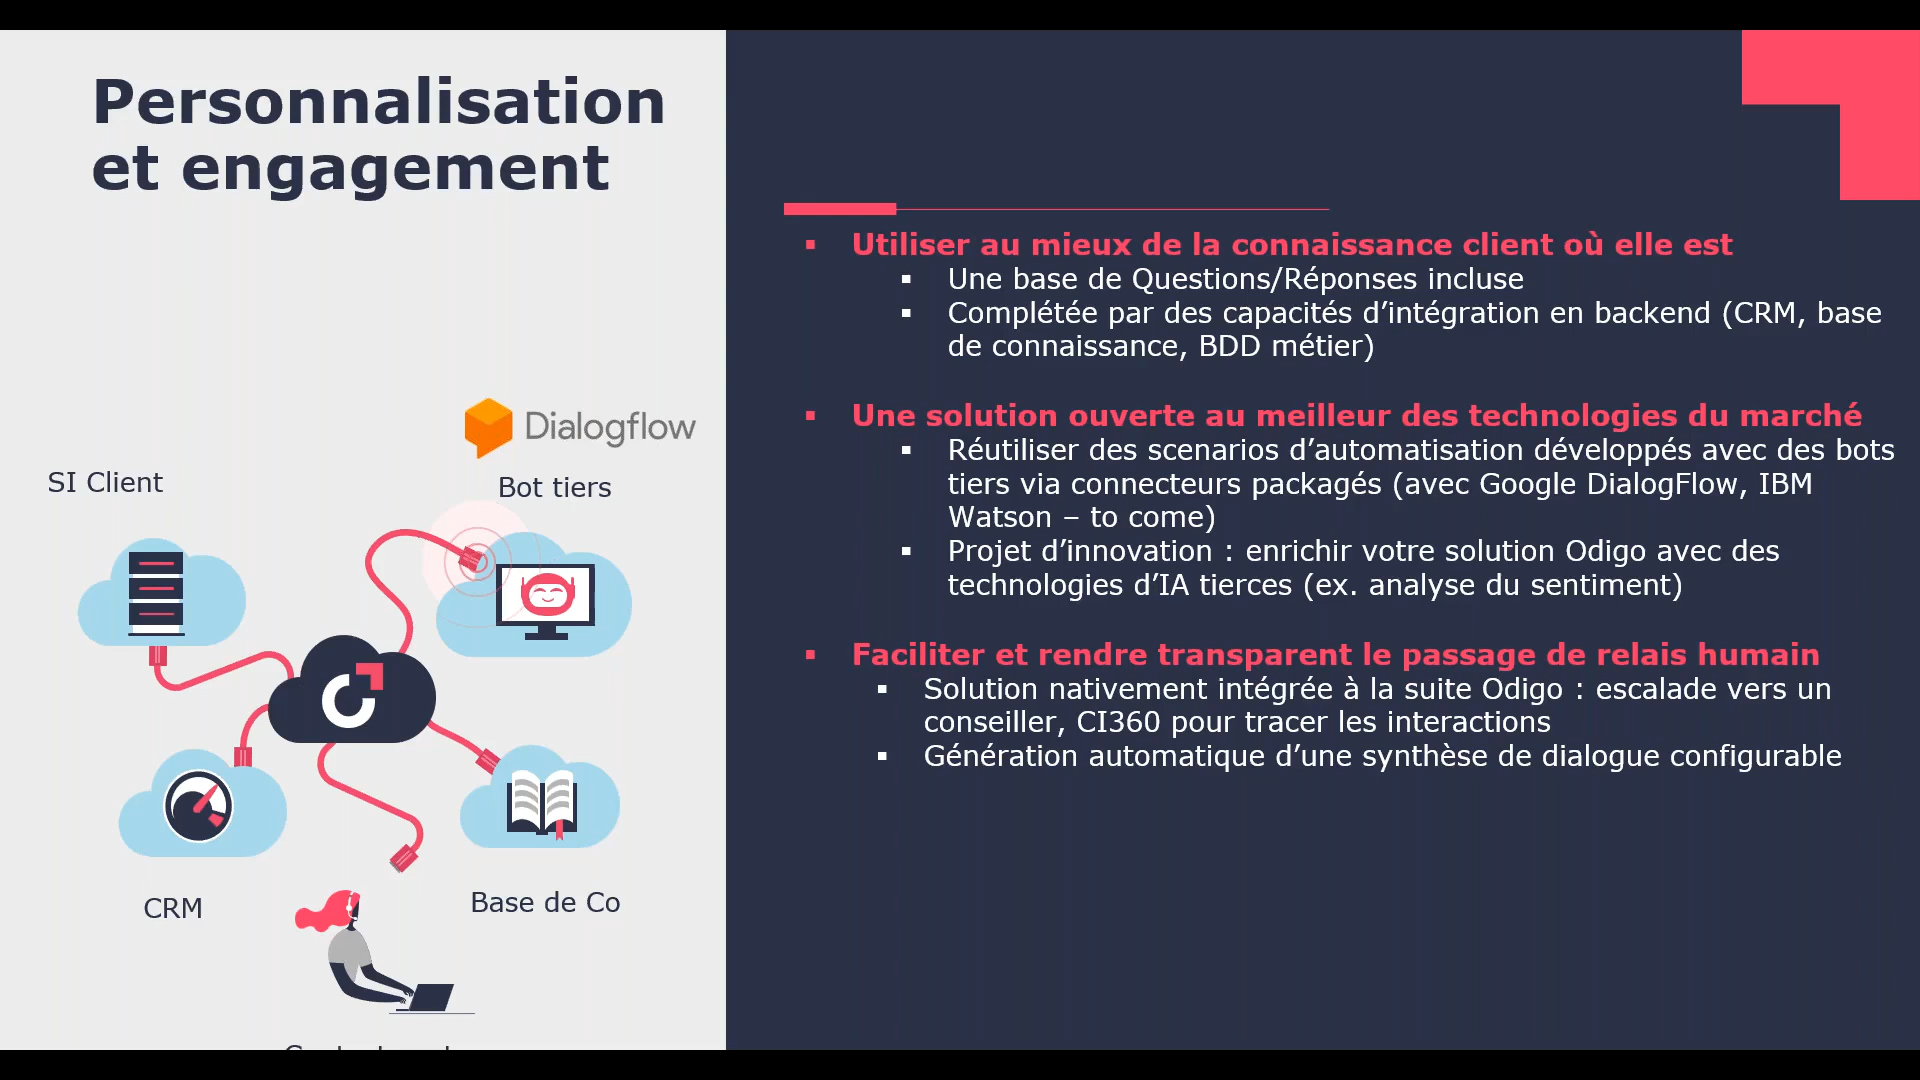 Personnalisation
et engagement
Dialogflow
SI Client
Bot tiers
CRM
Base de Co
▪ Utiliser au mieux de la connaissance client où elle est
▪ Une base de Questions/Réponses incluse
▪ Complétée par des capacités d’intégration en backend (CRM, base
de connaissance, BDD métier)
▪ Une solution ouverte au meilleur des technologies du marché
▪ Réutiliser des scenarios d’automatisation développés avec des bots
tiers via connecteurs packagés (avec Google DialogFlow, IBM
Watson – to come)
▪ Projet d’innovation : enrichir votre solution Odigo avec des
technologies d’IA tierces (ex. analyse du sentiment)
▪ Faciliter et rendre transparent le passage de relais humain
▪ Solution nativement intégrée à la suite Odigo : escalade vers un
conseiller, CI360 pour tracer les interactions
▪ Génération automatique d’une synthèse de dialogue configurable